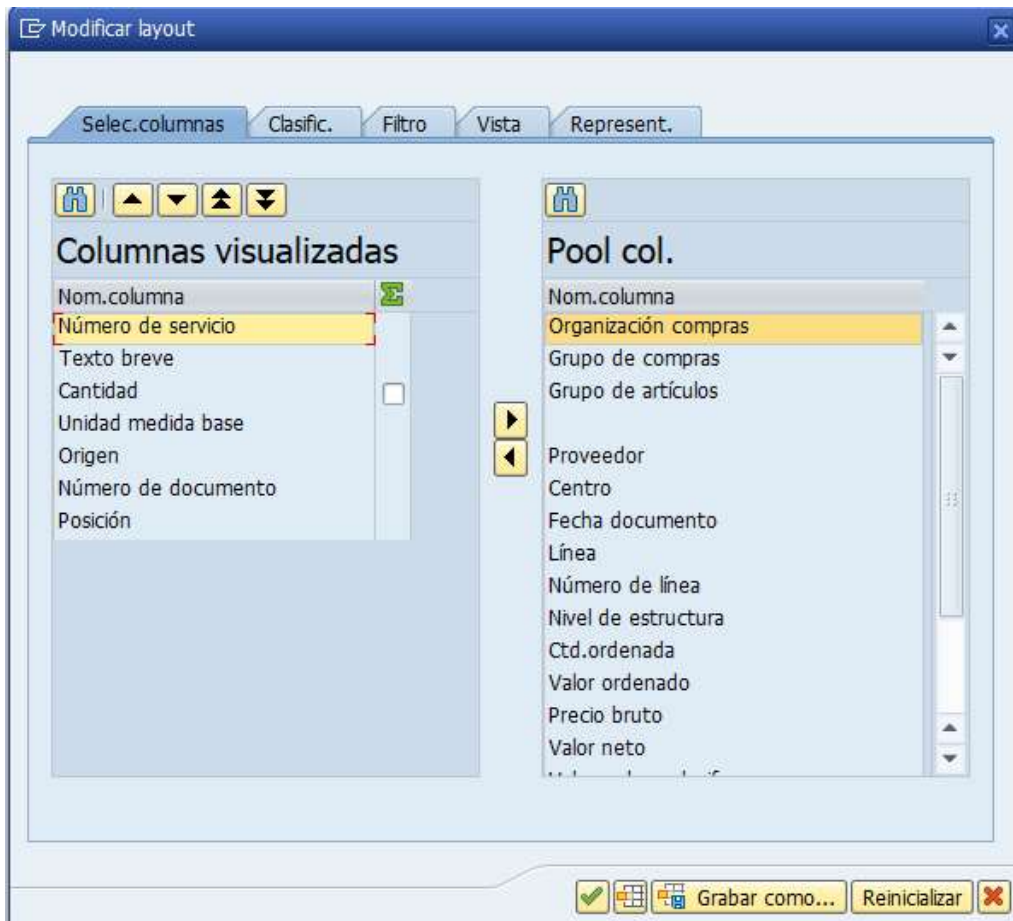 Modificar layout
Selec.columnas
Clasific.
Filtro
Vista
Represent.
Columnas visualizadas
Nom.columna
Número de servicio
Texto breve
Cantidad
Unidad medida base
Origen
Número de documento
Posición
Pool col.
Nom.columna
Organización compras
Grupo de compras
Grupo de artículos
Proveedor
Centro
Fecha documento
Línea
Número de línea
Nivel de estructura
Ctd.ordenada
Valor ordenado
Precio bruto
Valor neto
Grabar como...
Reinicializar